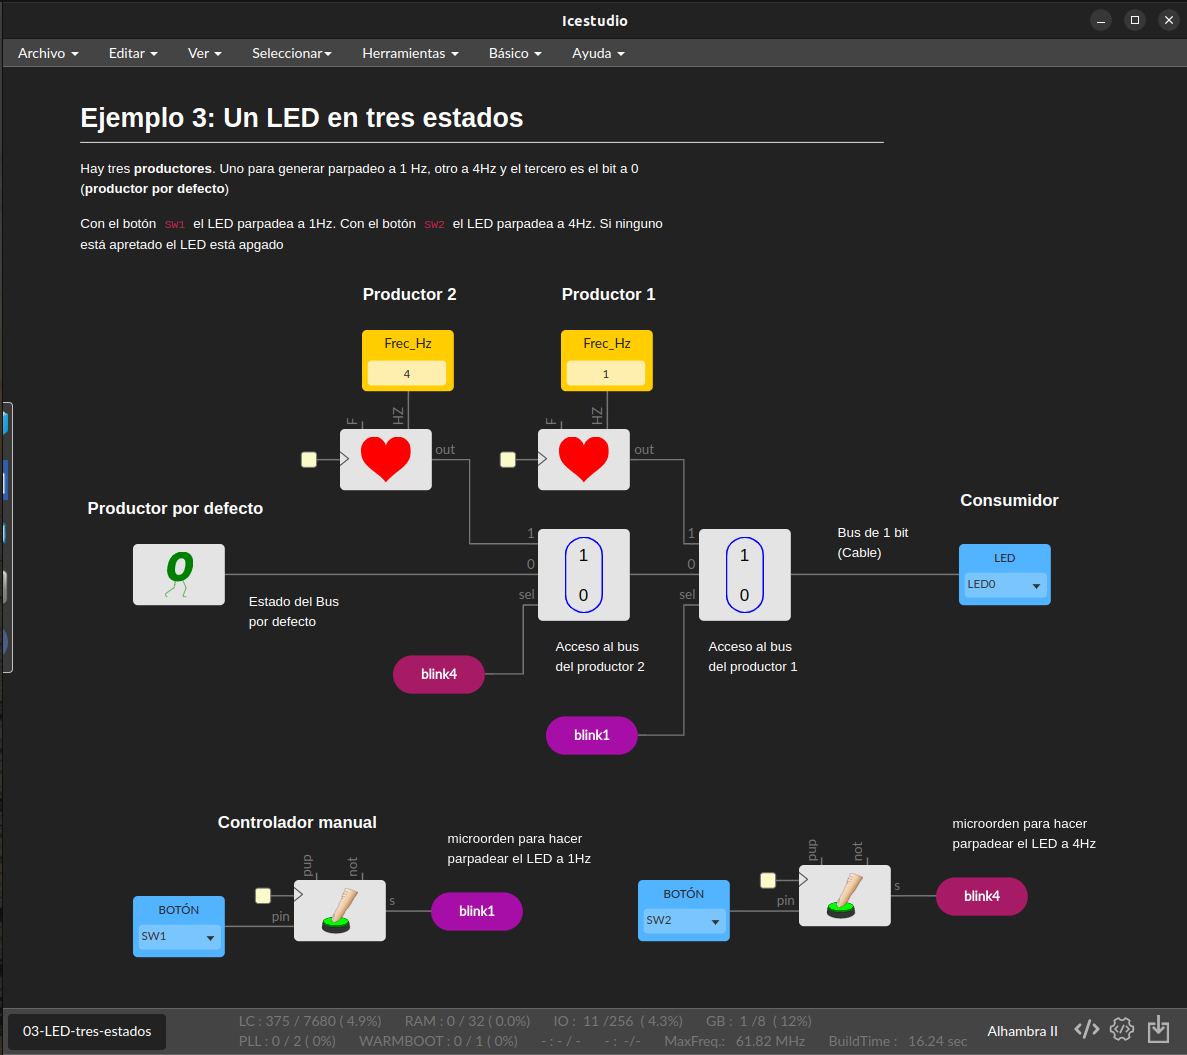 Icestudio
Archivo Editar Ver Seleccionar Herramientas Básico Ayuda
Ejemplo 3: Un LED en tres estados
Hay tres productores. Uno para generar parpadeo a 1 Hz, otro a 4Hz y el tercero es el bit a 0
(productor por defecto)
Con el botón SW1 el LED parpadea a 1Hz. Con el botón SW2 el LED parpadea a 4Hz. Si ninguno
está apretado el LED está apgado
Productor 2
Productor 1
Frec_Hz
4
Frec_Hz
1
F
HZ
out
F
HZ
out
Productor por defecto
0
Estado del Bus
por defecto
1
0
sel
1
0
Acceso al bus
del productor 2
1
0
sel
1
0
Acceso al bus
del productor 1
Bus de 1 bit
(Cable)
Consumidor
LED
LED0
blink4
blink1
Controlador manual
microorden para hacer
parpadear el LED a 1Hz
pup
not
BOTÓN
SW1
pin
s
blink1
microorden para hacer
parpadear el LED a 4Hz
pup
not
BOTÓN
SW2
pin
s
blink4
03-LED-tres-estados
LC : 375 / 7680 ( 4.9%) RAM : 0 / 32 ( 0.0%) IO : 11 /256 ( 4.3%) GB : 1 /8 ( 12%)
PLL : 0 / 2 ( 0%) WARMBOOT : 0 / 1 ( 0%) - : - / - - : -/- MaxFreq.: 61.82 MHz BuildTime : 16.24 sec
Alhambra II